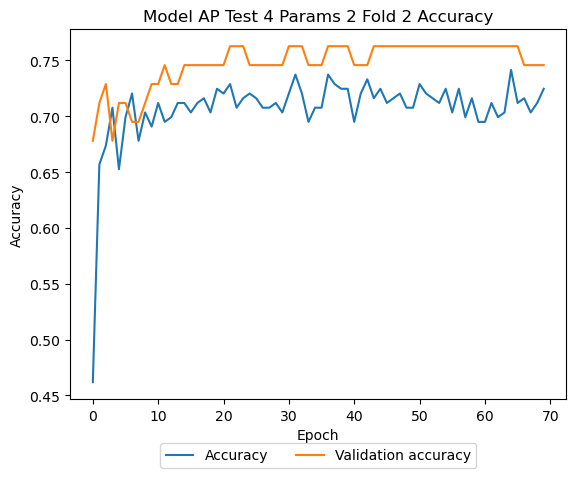 Model AP Test 4 Params 2 Fold 2 Accuracy
0.75
0.70
0.65
0.60
0.55
0.50
0.45
Accuracy
0 10 20 30 40 50 60 70
Epoch
Accuracy Validation accuracy